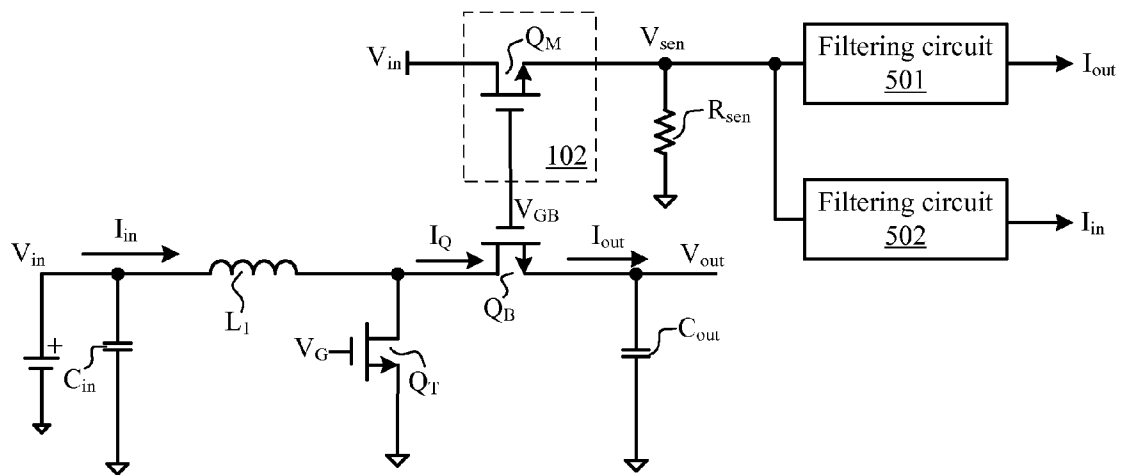 Q_M
V_in
V_sen
Filtering circuit
501
I_out
R_sen
102
Filtering circuit
502
I_in
V_GB
V_in
I_in
I_Q
I_out
V_out
L_1
Q_B
C_out
+
C_in
V_G
Q_T